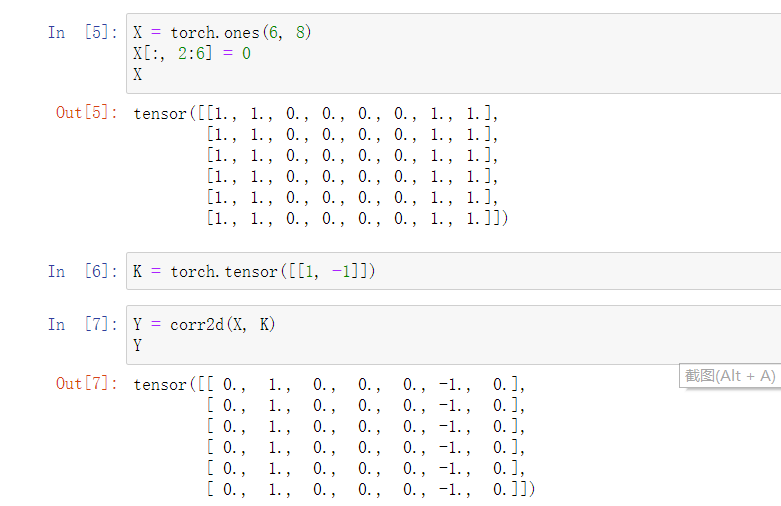 In [5]: X = torch.ones(6, 8)
X[:, 2:6] = 0
X
Out[5]: tensor([[1., 1., 0., 0., 0., 0., 1., 1.],
[1., 1., 0., 0., 0., 0., 1., 1.],
[1., 1., 0., 0., 0., 0., 1., 1.],
[1., 1., 0., 0., 0., 0., 1., 1.],
[1., 1., 0., 0., 0., 0., 1., 1.],
[1., 1., 0., 0., 0., 0., 1., 1.]])
In [6]: K = torch.tensor([[1, -1]])
In [7]: Y = corr2d(X, K)
Y
截图(Alt + A)
Out[7]: tensor([[ 0., 1., 0., 0., 0., -1., 0.],
[ 0., 1., 0., 0., 0., -1., 0.],
[ 0., 1., 0., 0., 0., -1., 0.],
[ 0., 1., 0., 0., 0., -1., 0.],
[ 0., 1., 0., 0., 0., -1., 0.],
[ 0., 1., 0., 0., 0., -1., 0.]])